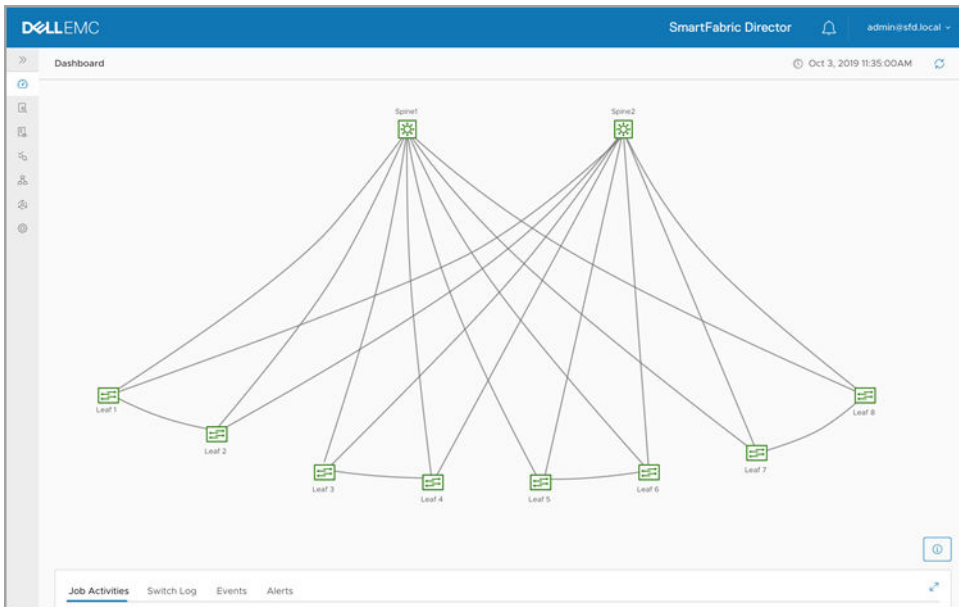 DELLEMC
SmartFabric Director
admin@sfd.local
Dashboard
Oct 3, 2019 11:35:00AM
Spine1
Spine2
Leaf 1
Leaf 8
Leaf 2
Leaf 7
Leaf 3
Leaf 6
Leaf 4
Leaf 5
Job Activities Switch Log Events Alerts